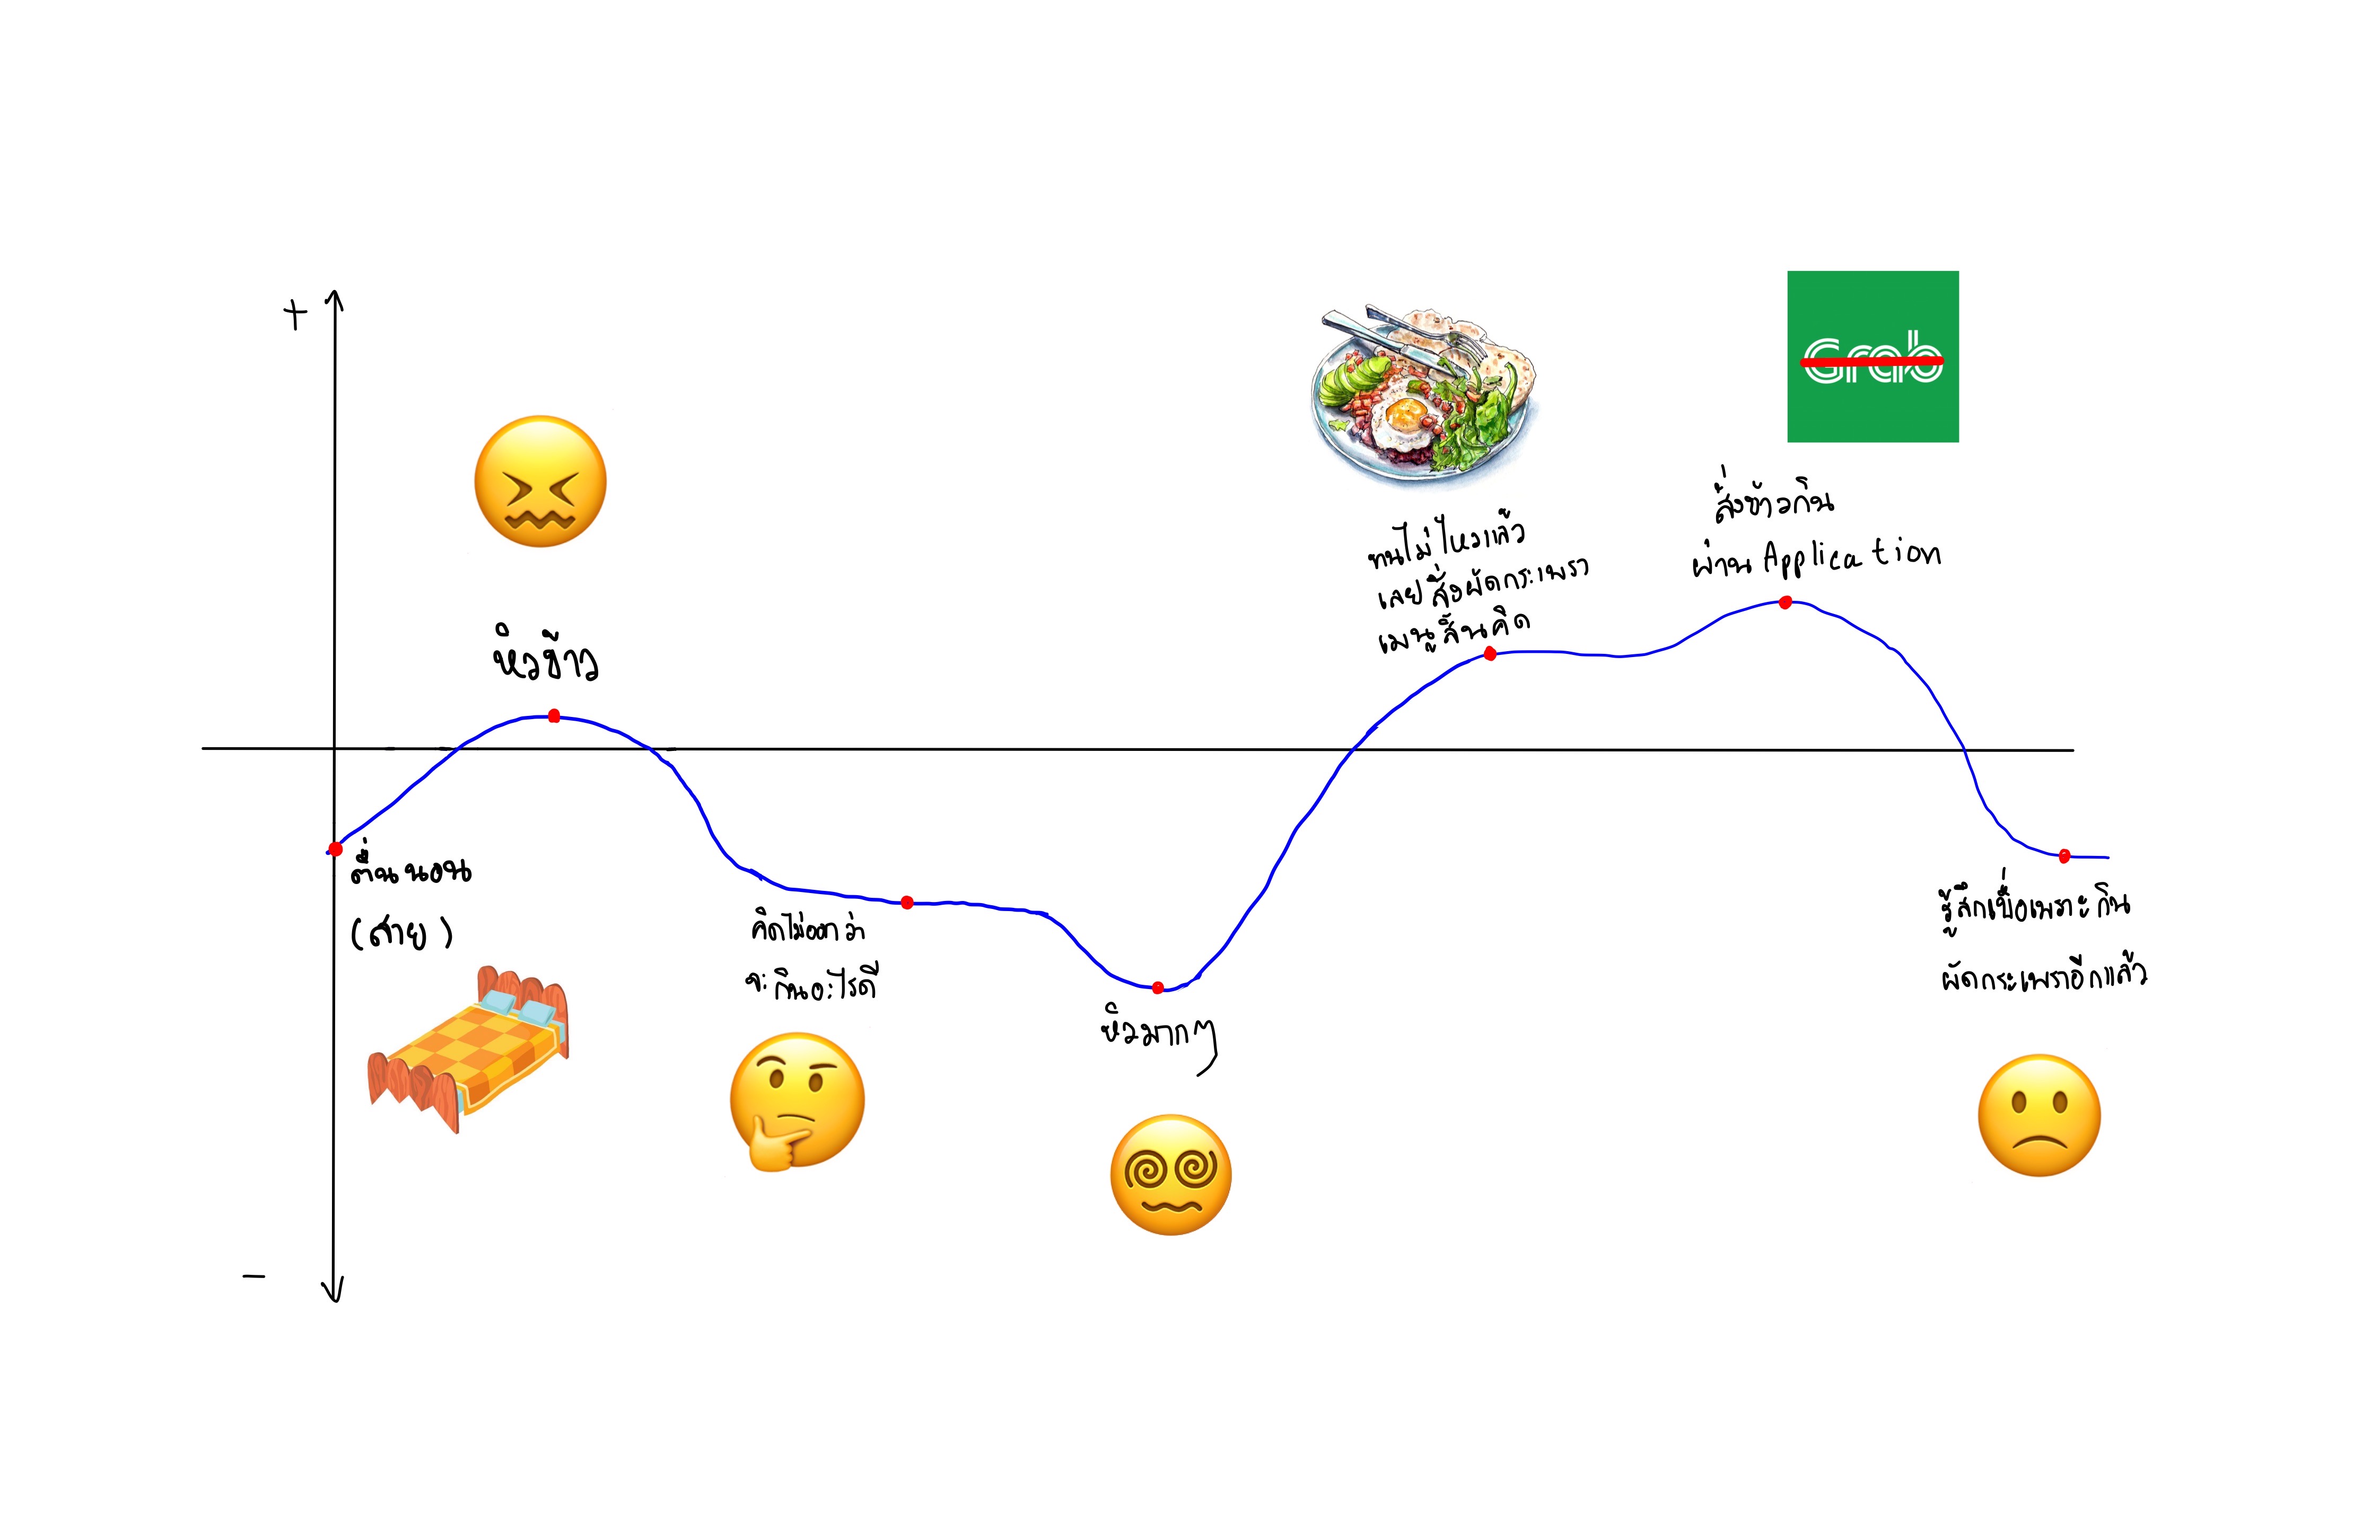 +
Grab
หิวข้าว
ทนไม่ไหวแล้ว
เลยสั่งผัดกระเพรา
เมนูสิ้นคิด
สั่งข้าวกิน
ผ่าน Application
ตื่นนอน
(สาย)
คิดไม่ออกว่า
จะกินอะไรดี
หิวมากๆ
รู้สึกเบื่อเพราะกิน
ผัดกระเพราอีกแล้ว
-